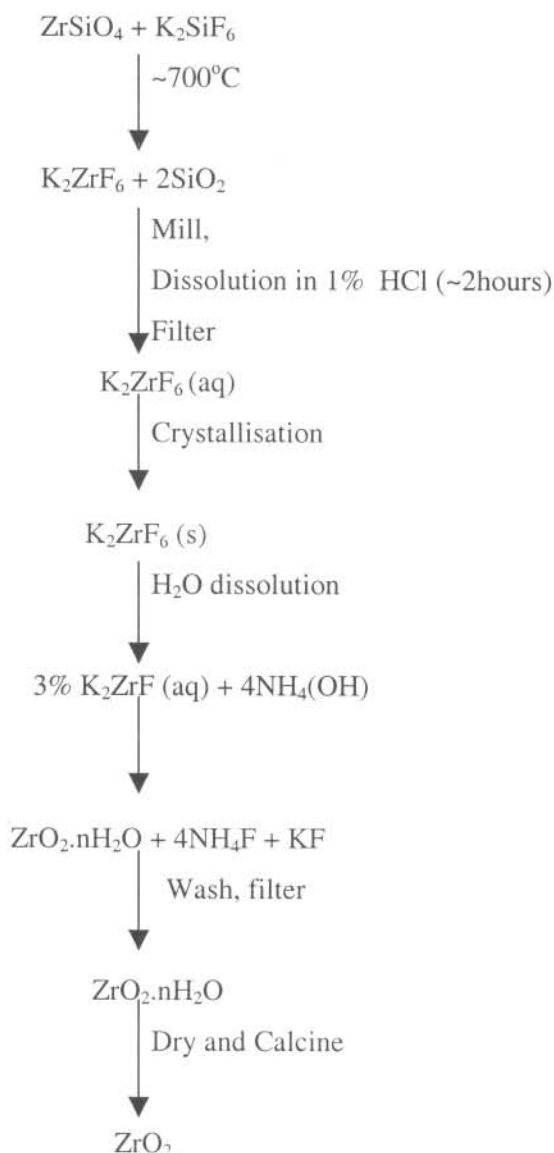 ZrSiO₄ + K₂SiF₆
~700°C
K₂ZrF₆ + 2SiO₂
Mill,
Dissolution in 1% HCl (~2hours)
Filter
K₂ZrF₆ (aq)
Crystallisation
K₂ZrF₆ (s)
H₂O dissolution
3% K₂ZrF (aq) + 4NH₄(OH)
ZrO₂.nH₂O + 4NH₄F + KF
Wash, filter
ZrO₂.nH₂O
Dry and Calcine
ZrO₂